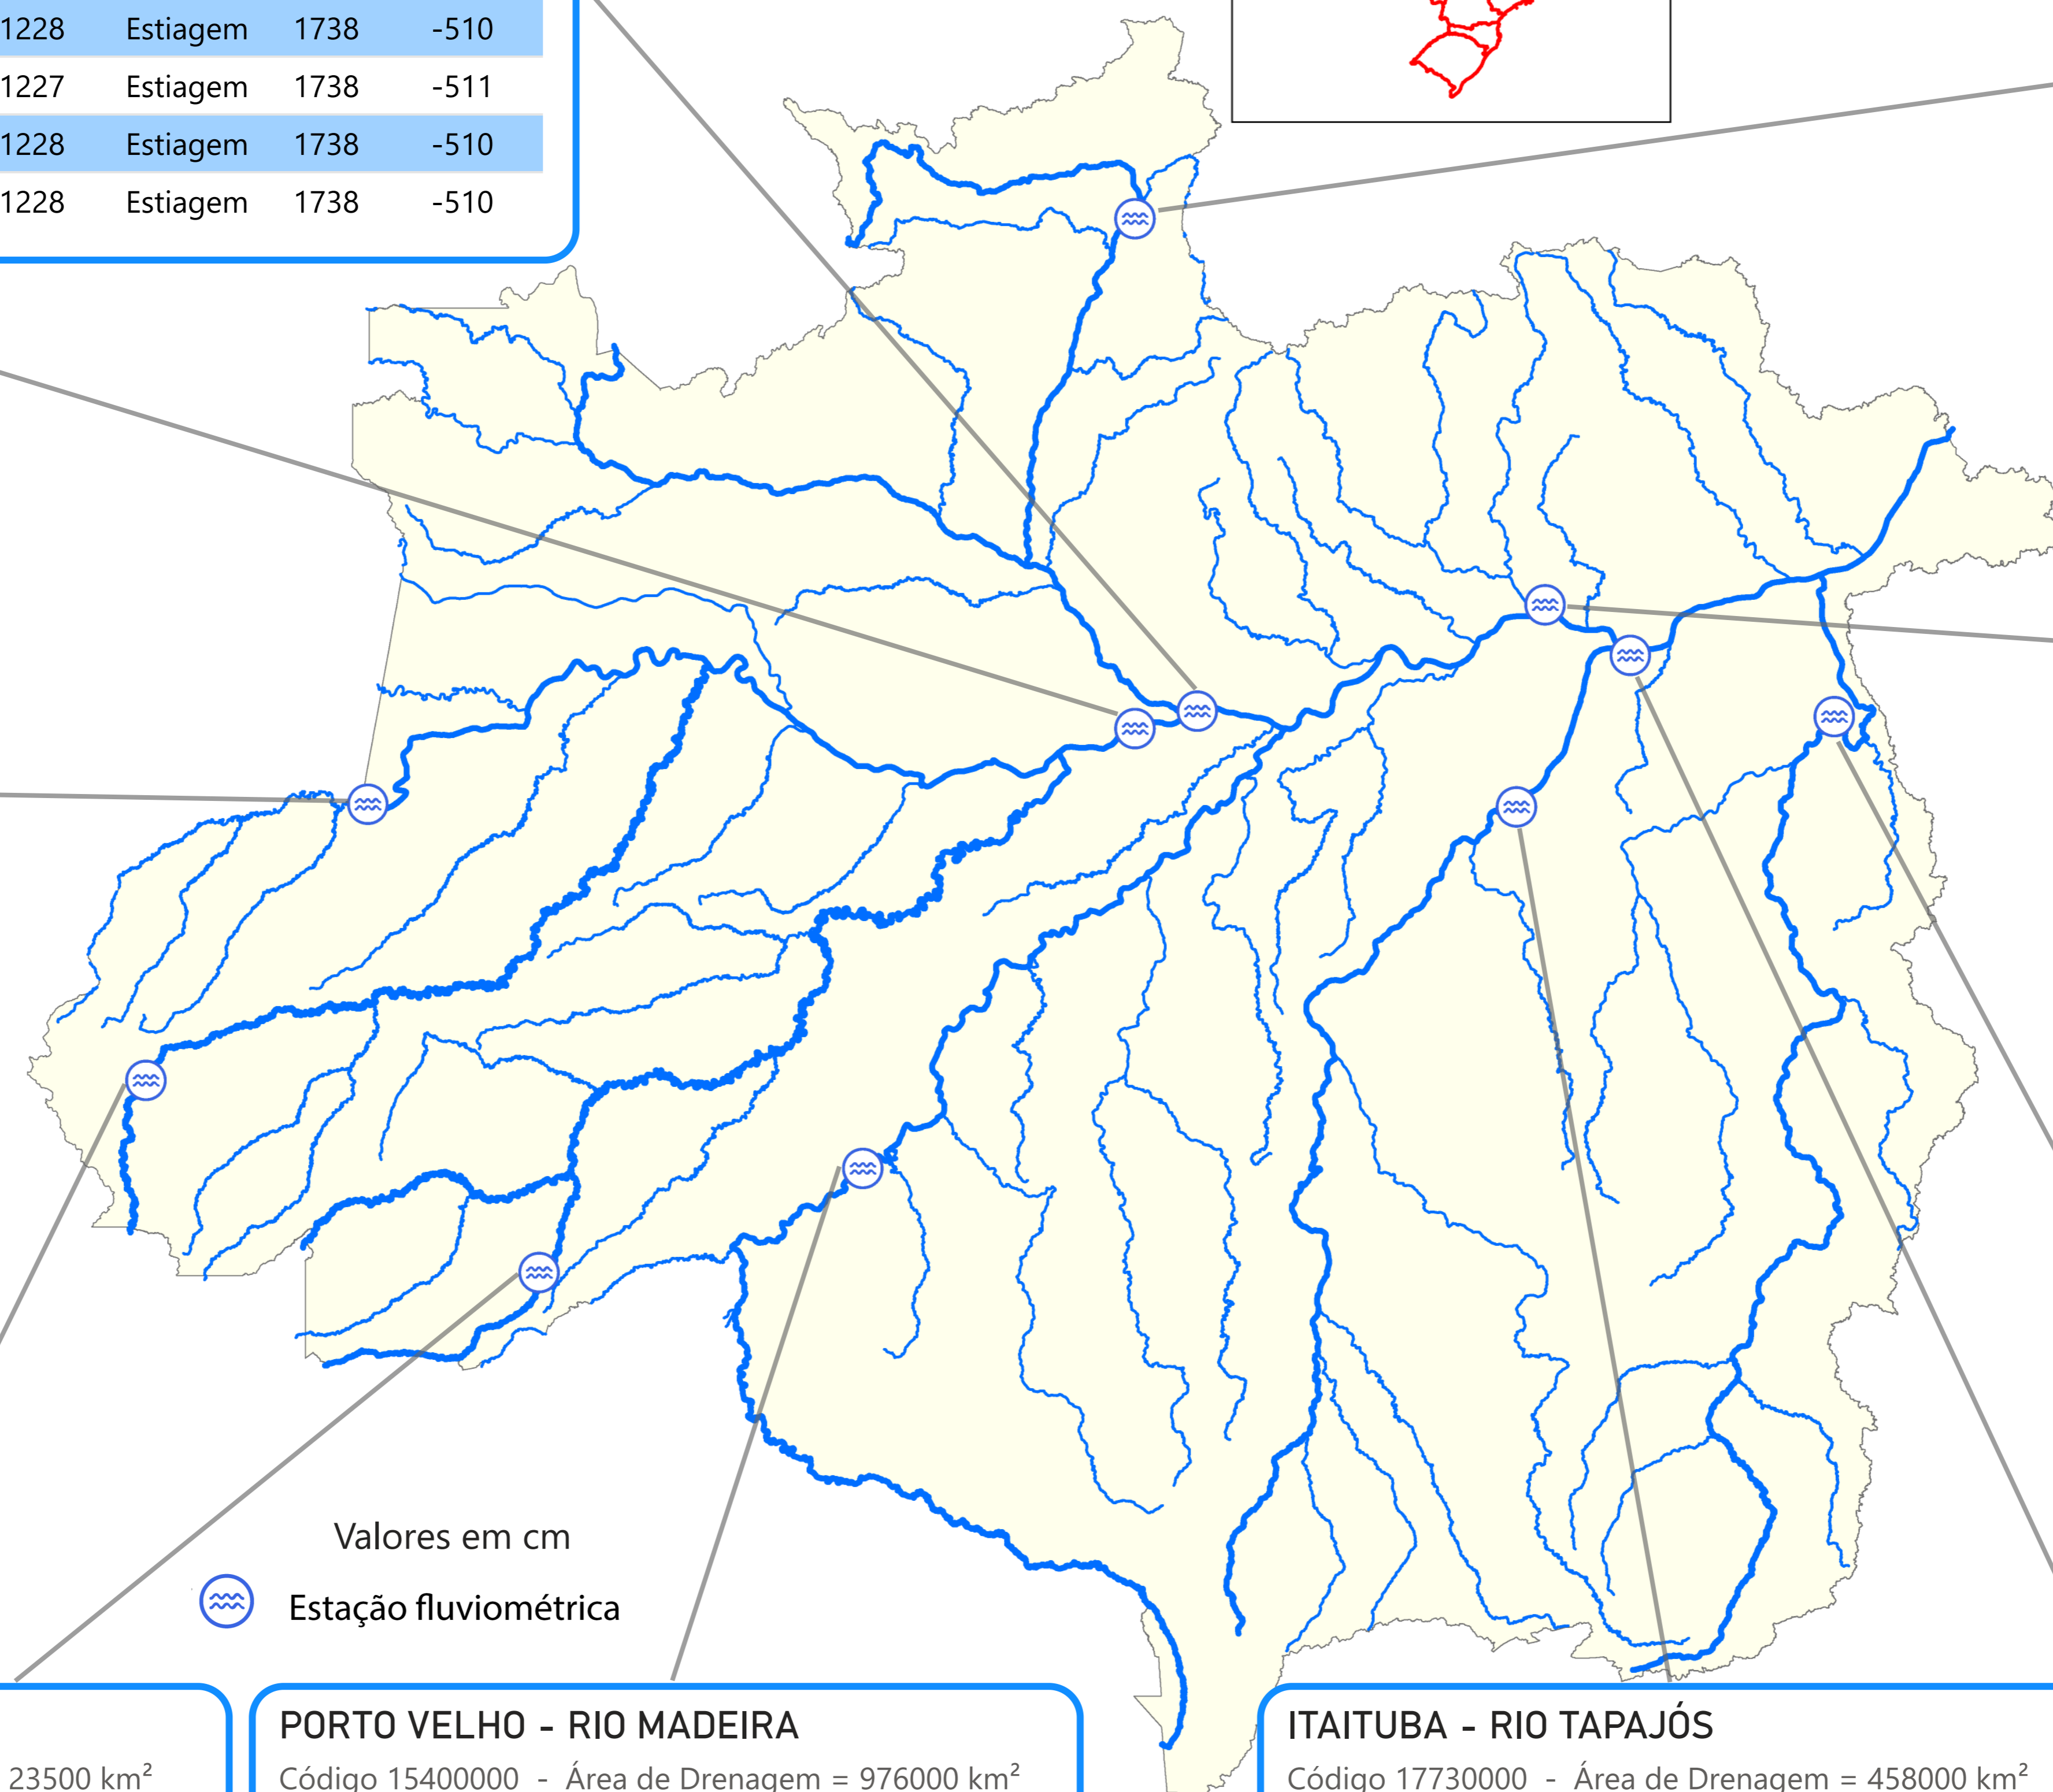 1228 Estiagem 1738 -510
1227 Estiagem 1738 -511
1228 Estiagem 1738 -510
1228 Estiagem 1738 -510
Valores em cm
Estação fluviométrica
23500 km²
PORTO VELHO - RIO MADEIRA
Código 15400000 - Área de Drenagem = 976000 km²
ITAITUBA - RIO TAPAJÓS
Código 17730000 - Área de Drenagem = 458000 km²